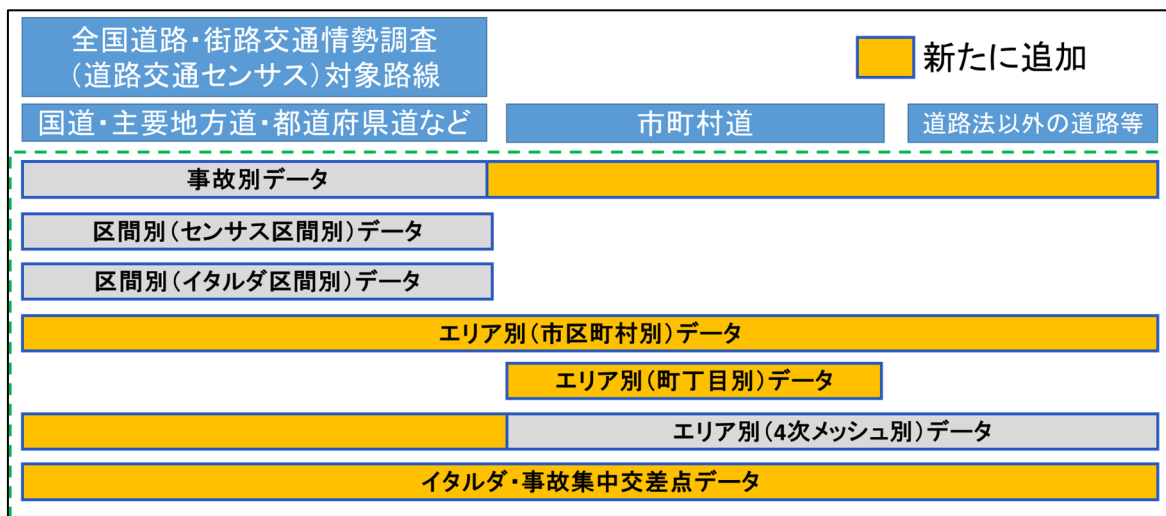 全国道路・街路交通情勢調査
（道路交通センサス）対象路線
新たに追加
国道・主要地方道・都道府県道など
市町村道
道路法以外の道路等
事故別データ
区間別（センサス区間別）データ
区間別（イタルダ区間別）データ
エリア別（市区町村別）データ
エリア別（町丁目別）データ
エリア別（4次メッシュ別）データ
イタルダ・事故集中交差点データ